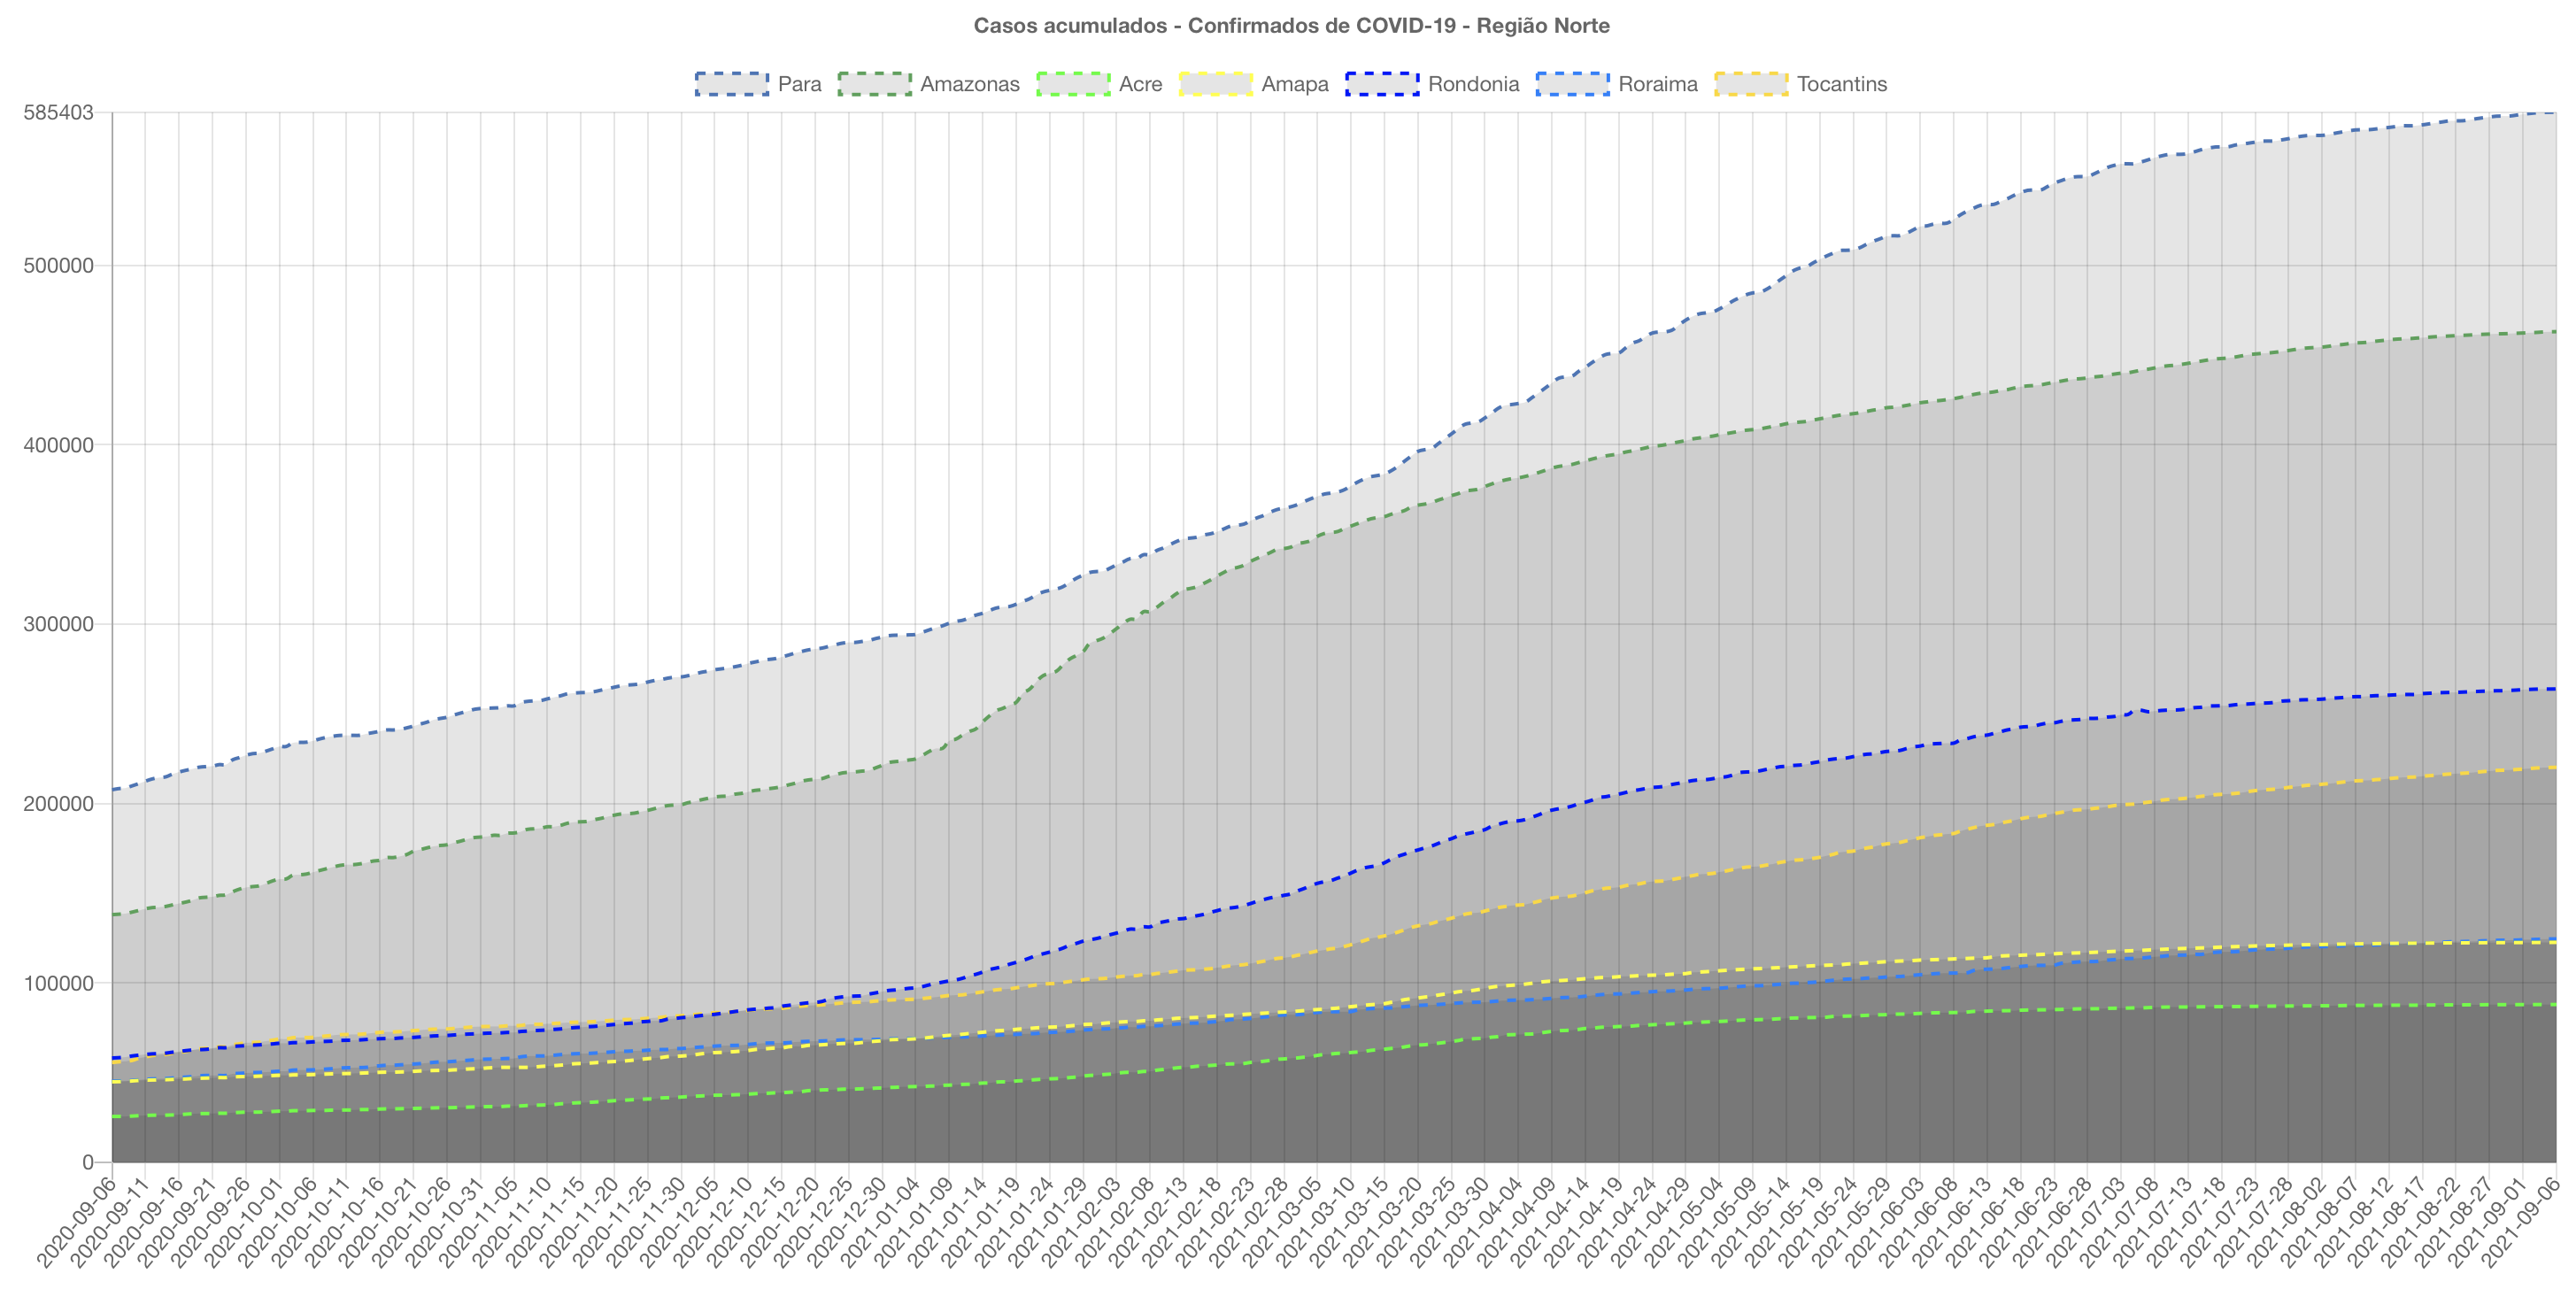 Casos acumulados - Confirmados de COVID-19 - Região Norte
Para Amazonas Acre Amapa Rondonia Roraima Tocantins
585403
500000
400000
300000
200000
100000
0
2020-09-06 2020-09-11 2020-09-16 2020-09-21 2020-09-26 2020-10-01 2020-10-06 2020-10-11 2020-10-16 2020-10-21 2020-10-26 2020-10-31 2020-11-05 2020-11-10 2020-11-15 2020-11-20 2020-11-25 2020-11-30 2020-12-05 2020-12-10 2020-12-15 2020-12-20 2020-12-25 2020-12-30 2021-01-04 2021-01-09 2021-01-14 2021-01-19 2021-01-24 2021-01-29 2021-02-03 2021-02-08 2021-02-13 2021-02-18 2021-02-23 2021-02-28 2021-03-05 2021-03-10 2021-03-15 2021-03-20 2021-03-25 2021-03-30 2021-04-04 2021-04-09 2021-04-14 2021-04-19 2021-04-24 2021-04-29 2021-05-04 2021-05-09 2021-05-14 2021-05-19 2021-05-24 2021-05-29 2021-06-03 2021-06-08 2021-06-13 2021-06-18 2021-06-23 2021-06-28 2021-07-03 2021-07-08 2021-07-13 2021-07-18 2021-07-23 2021-07-28 2021-08-02 2021-08-07 2021-08-12 2021-08-17 2021-08-22 2021-08-27 2021-09-01 2021-09-06